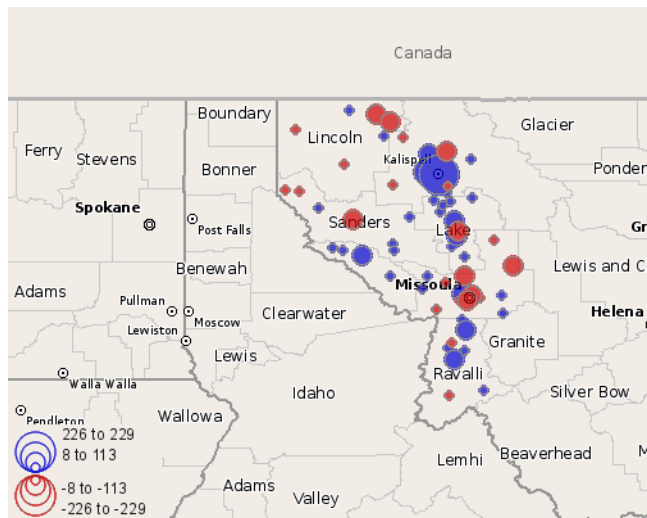 Canada
Boundary
Glacier
Lincoln
Ferry
Stevens
Kalispell
Bonner
Ponder
Spokane
Sanders
Lake
Post Falls
Gr
Benewah
Lewis and C
Adams
Missoula
Pullman
Moscow
Clearwater
Helena
Lewiston
Granite
Lewis
Ravalli
Walla Walla
Idaho
Silver Bow
Pendleton
Wallowa
226 to 229
8 to 113
Beaverhead
M
Lemhi
-8 to -113
Adams
Valley
-226 to -229